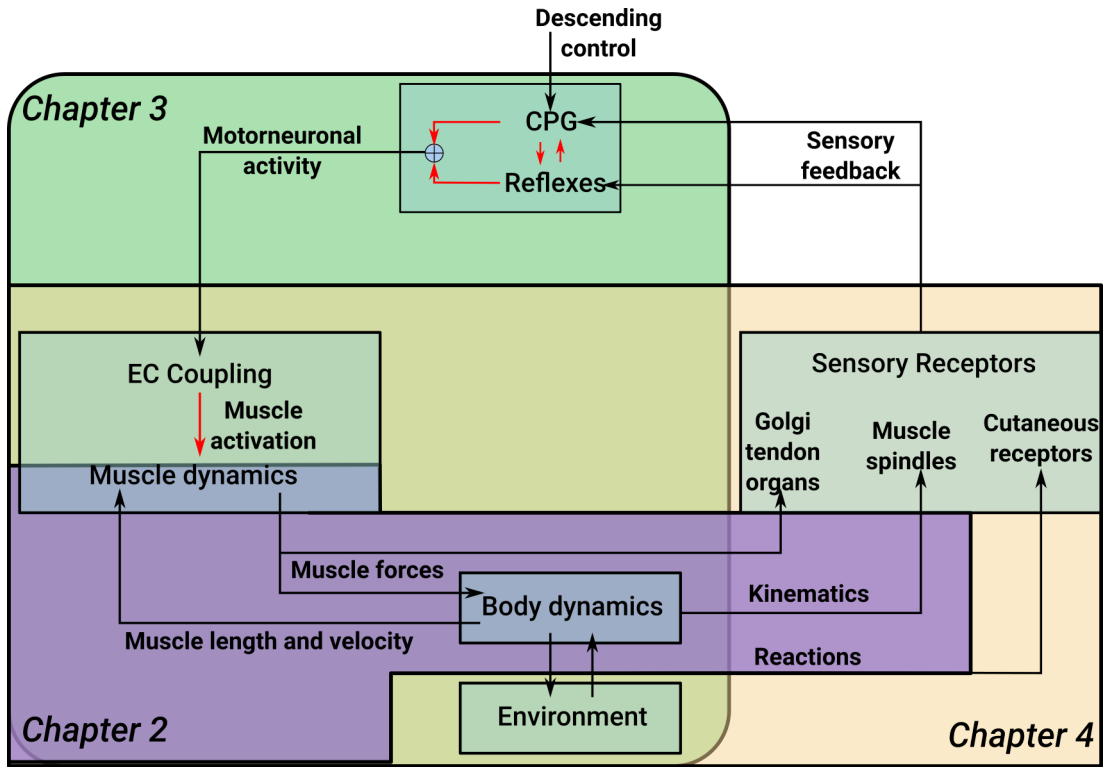 Descending
control
Chapter 3
CPG
Motorneuronal
activity
Sensory
feedback
Reflexes
EC Coupling
Sensory Receptors
Muscle
activation
Golgi
tendon
organs
Muscle
spindles
Cutaneous
receptors
Muscle dynamics
Muscle forces
Body dynamics
Kinematics
Muscle length and velocity
Reactions
Environment
Chapter 2
Chapter 4